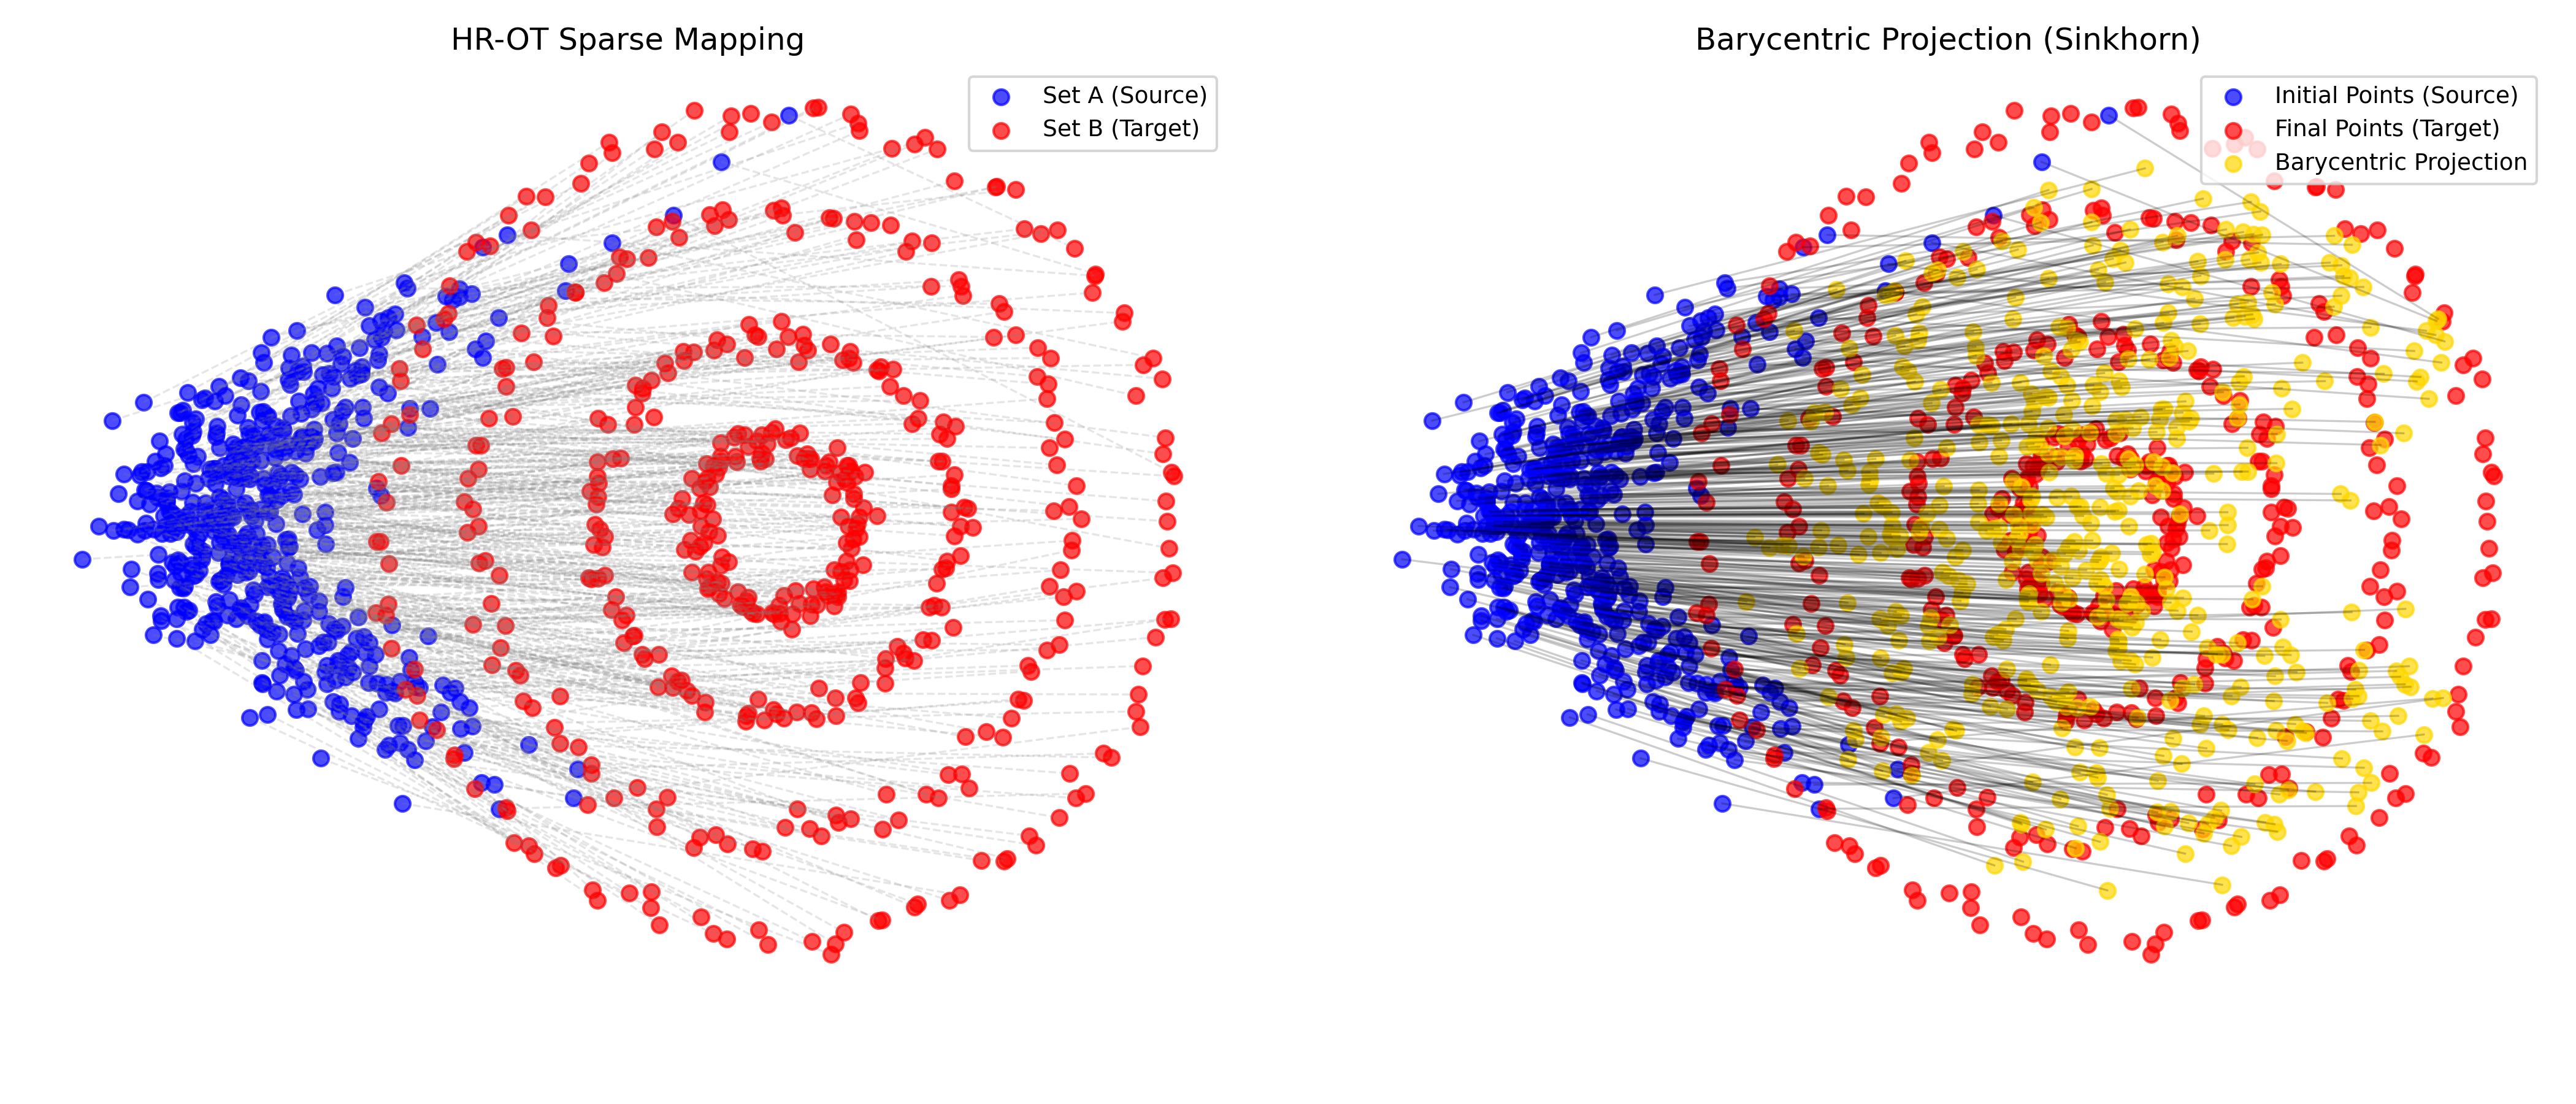 HR-OT Sparse Mapping
Set A (Source)
Set B (Target)
Barycentric Projection (Sinkhorn)
Initial Points (Source)
Final Points (Target)
Barycentric Projection